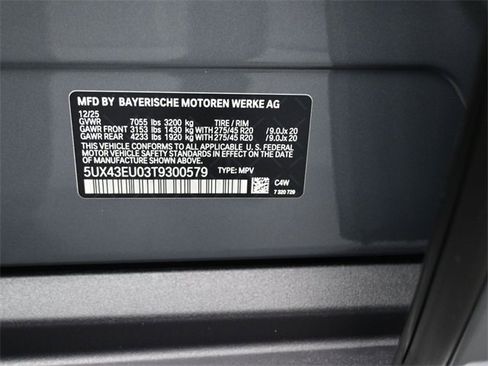 MFD BY BAYERISCHE MOTOREN WERKE AG
12/25
GVWR 7055 lbs 3200 kg TIRE / RIM
GAWR FRONT 3153 lbs 1430 kg WITH 275/45 R20 / 9.0Jx 20
GAWR REAR 4233 lbs 1920 kg WITH 275/45 R20 / 9.0Jx 20
THIS VEHICLE CONFORMS TO ALL APPLICABLE U. S. FEDERAL
MOTOR VEHICLE SAFETY STANDARDS IN EFFECT
ON THE DATE OF MANUFACTURE SHOWN ABOVE.
5UX43EU03T9300579 TYPE: MPV
C4W
7 320 729